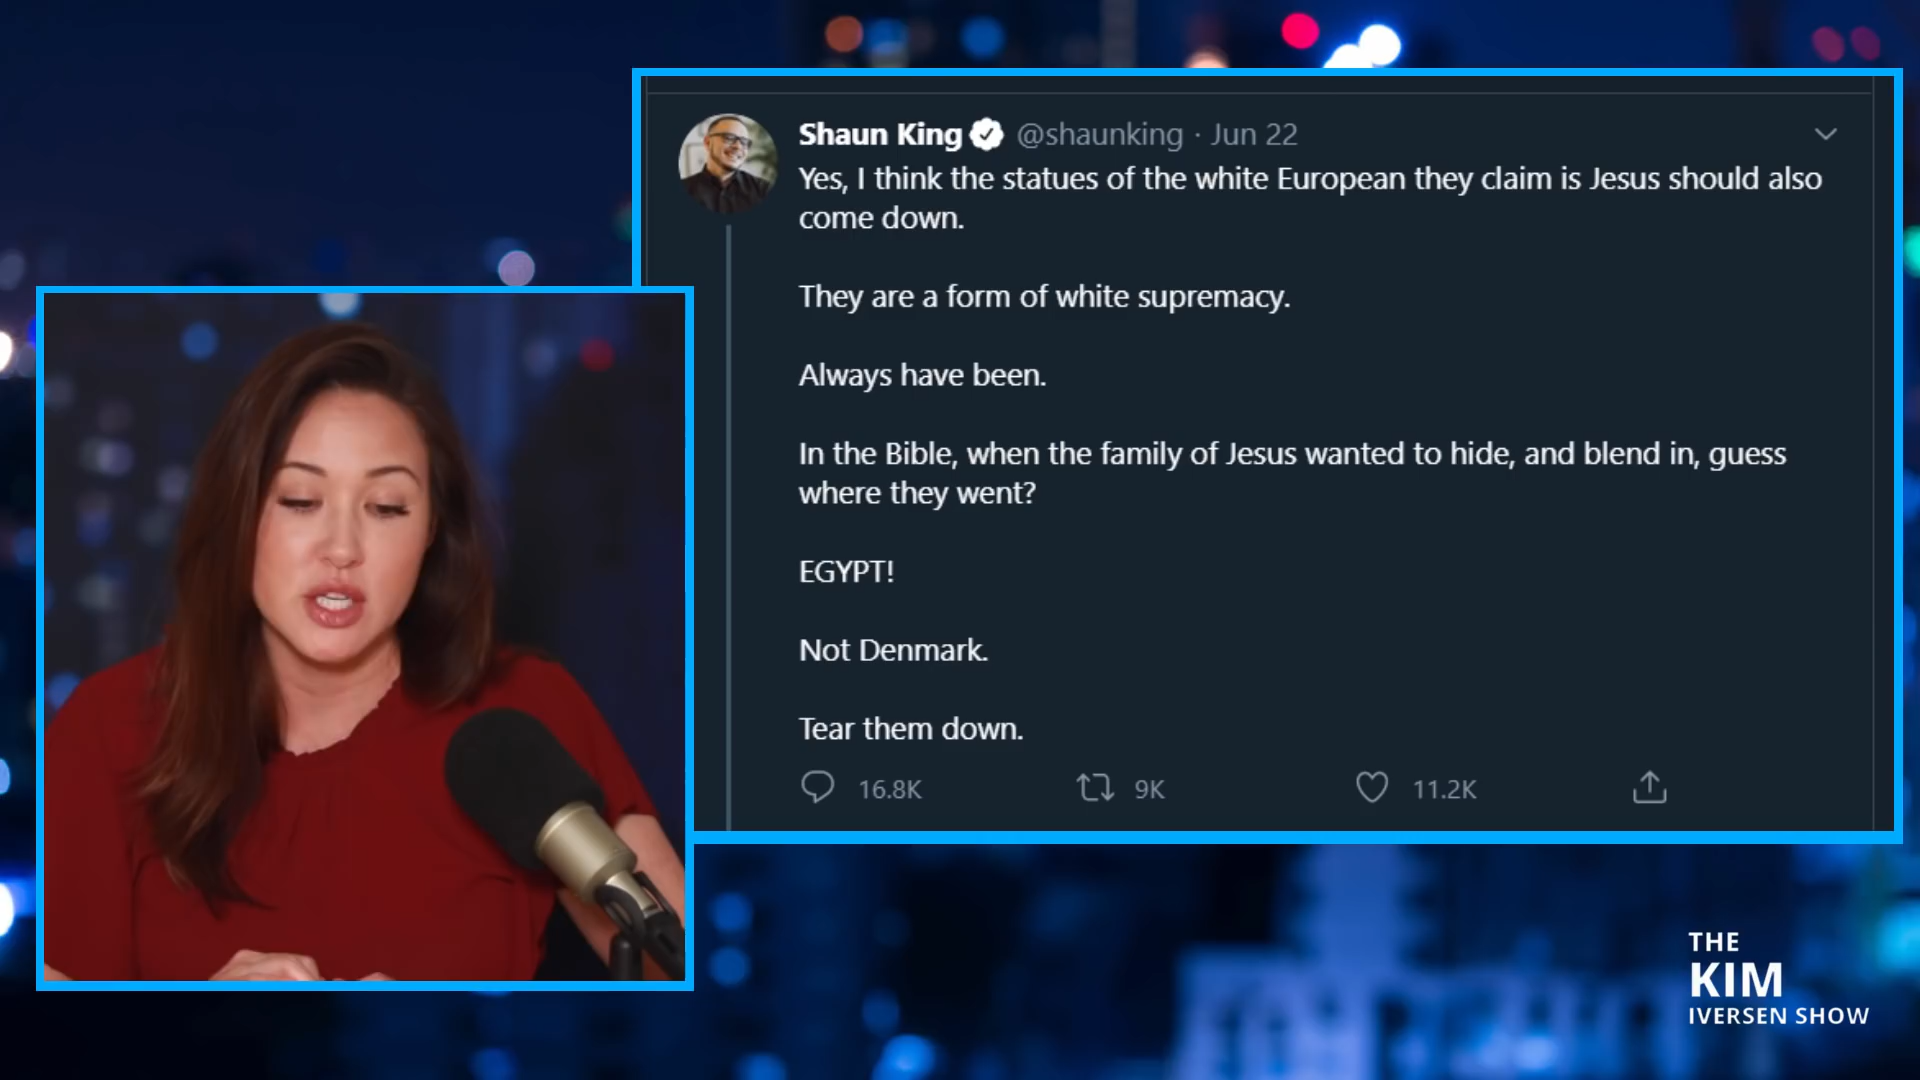 Shaun King @shaunking · Jun 22
Yes, I think the statues of the white European they claim is Jesus should also
come down.
They are a form of white supremacy.
Always have been.
In the Bible, when the family of Jesus wanted to hide, and blend in, guess
where they went?
EGYPT!
Not Denmark.
Tear them down.
16.8K 9K 11.2K
THE
KIM
IVERSEN SHOW